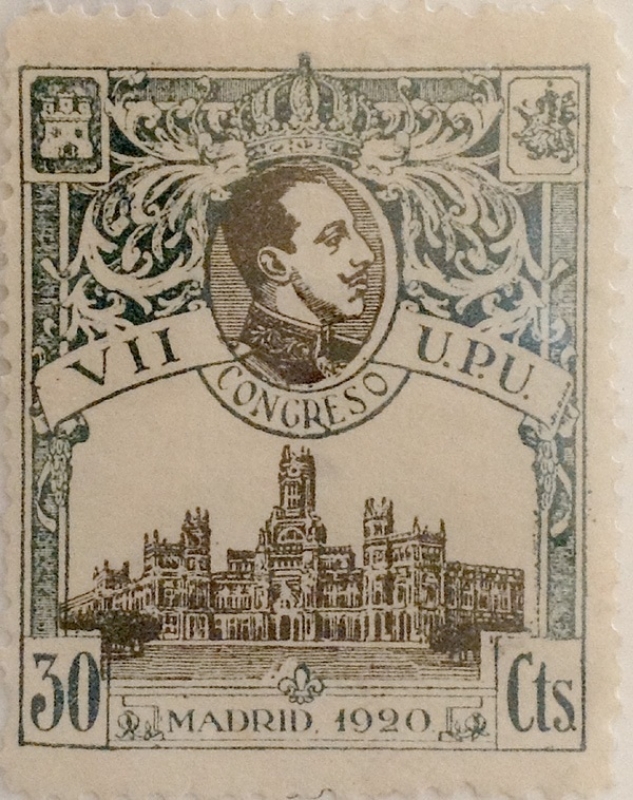 VII U.P.U.
CONGRESO
30 Cts.
MADRID. 1920